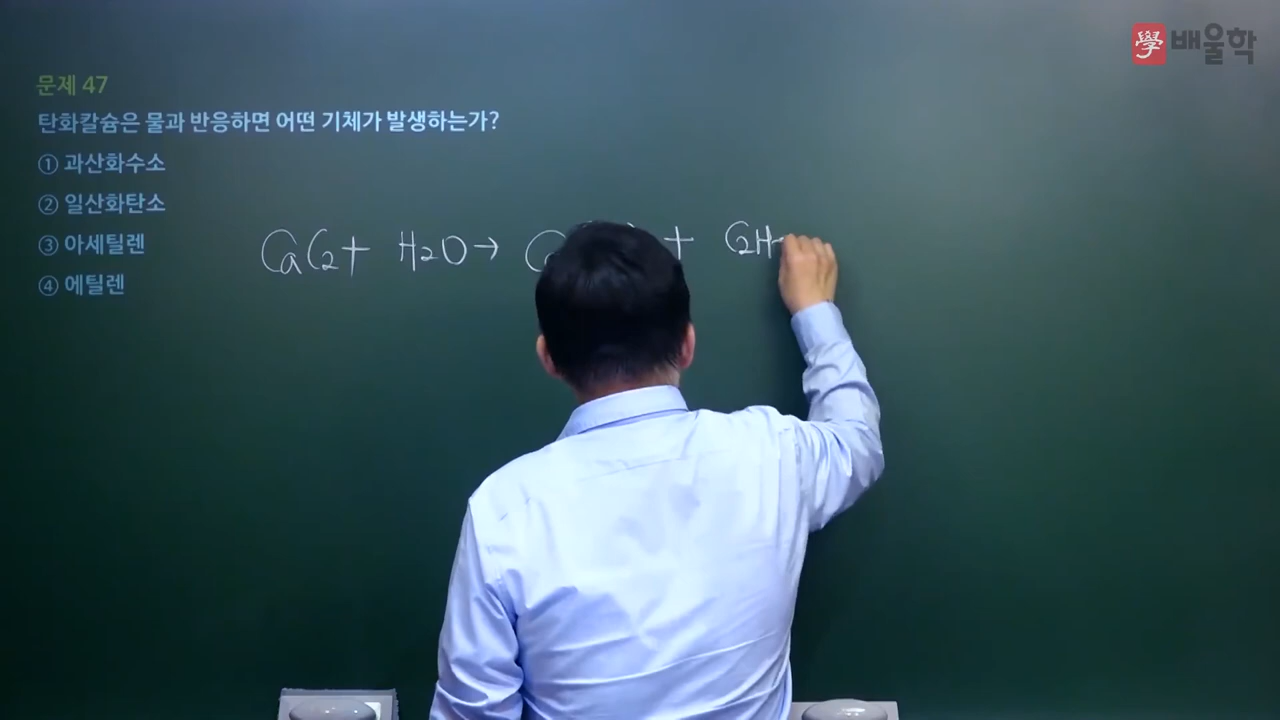 學 배울학
문제 47
탄화칼슘은 물과 반응하면 어떤 기체가 발생하는가?
① 과산화수소
② 일산화탄소
③ 아세틸렌
④ 에틸렌
CaC2 + H2O → + C2H